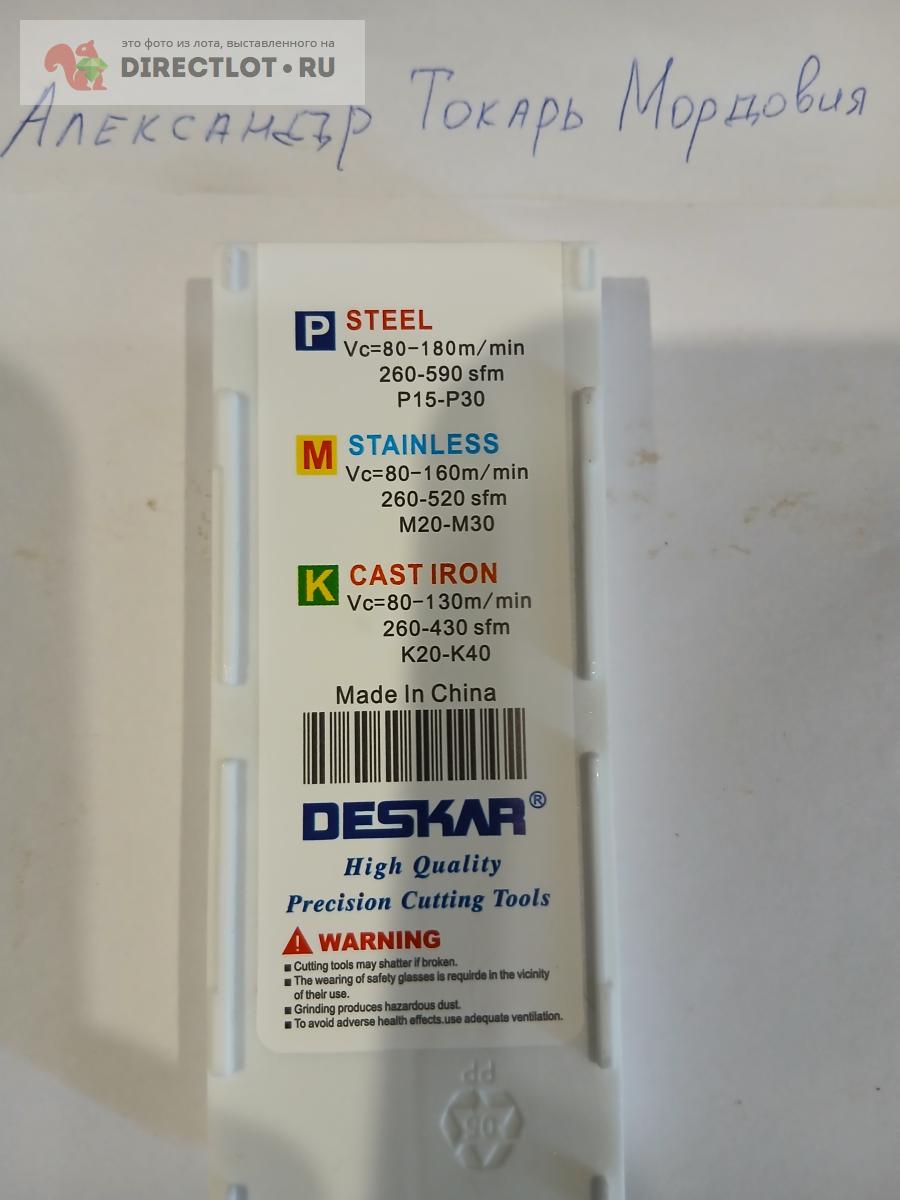 это фото из лота, выставленного на
DIRECTLOT.RU
Александър Токарь Мордовия
P STEEL
Vc=80-180m/min
260-590 sfm
P15-P30
M STAINLESS
Vc=80-160m/min
260-520 sfm
M20-M30
K CAST IRON
Vc=80-130m/min
260-430 sfm
K20-K40
Made In China
DESKAR®
High Quality
Precision Cutting Tools
WARNING
Cutting tools may shatter if broken.
The wearing of safety glasses is requirde in the vicinity
of their use.
Grinding produces hazardous dust.
To avoid adverse health effects.use adequate ventilation.
PP
05